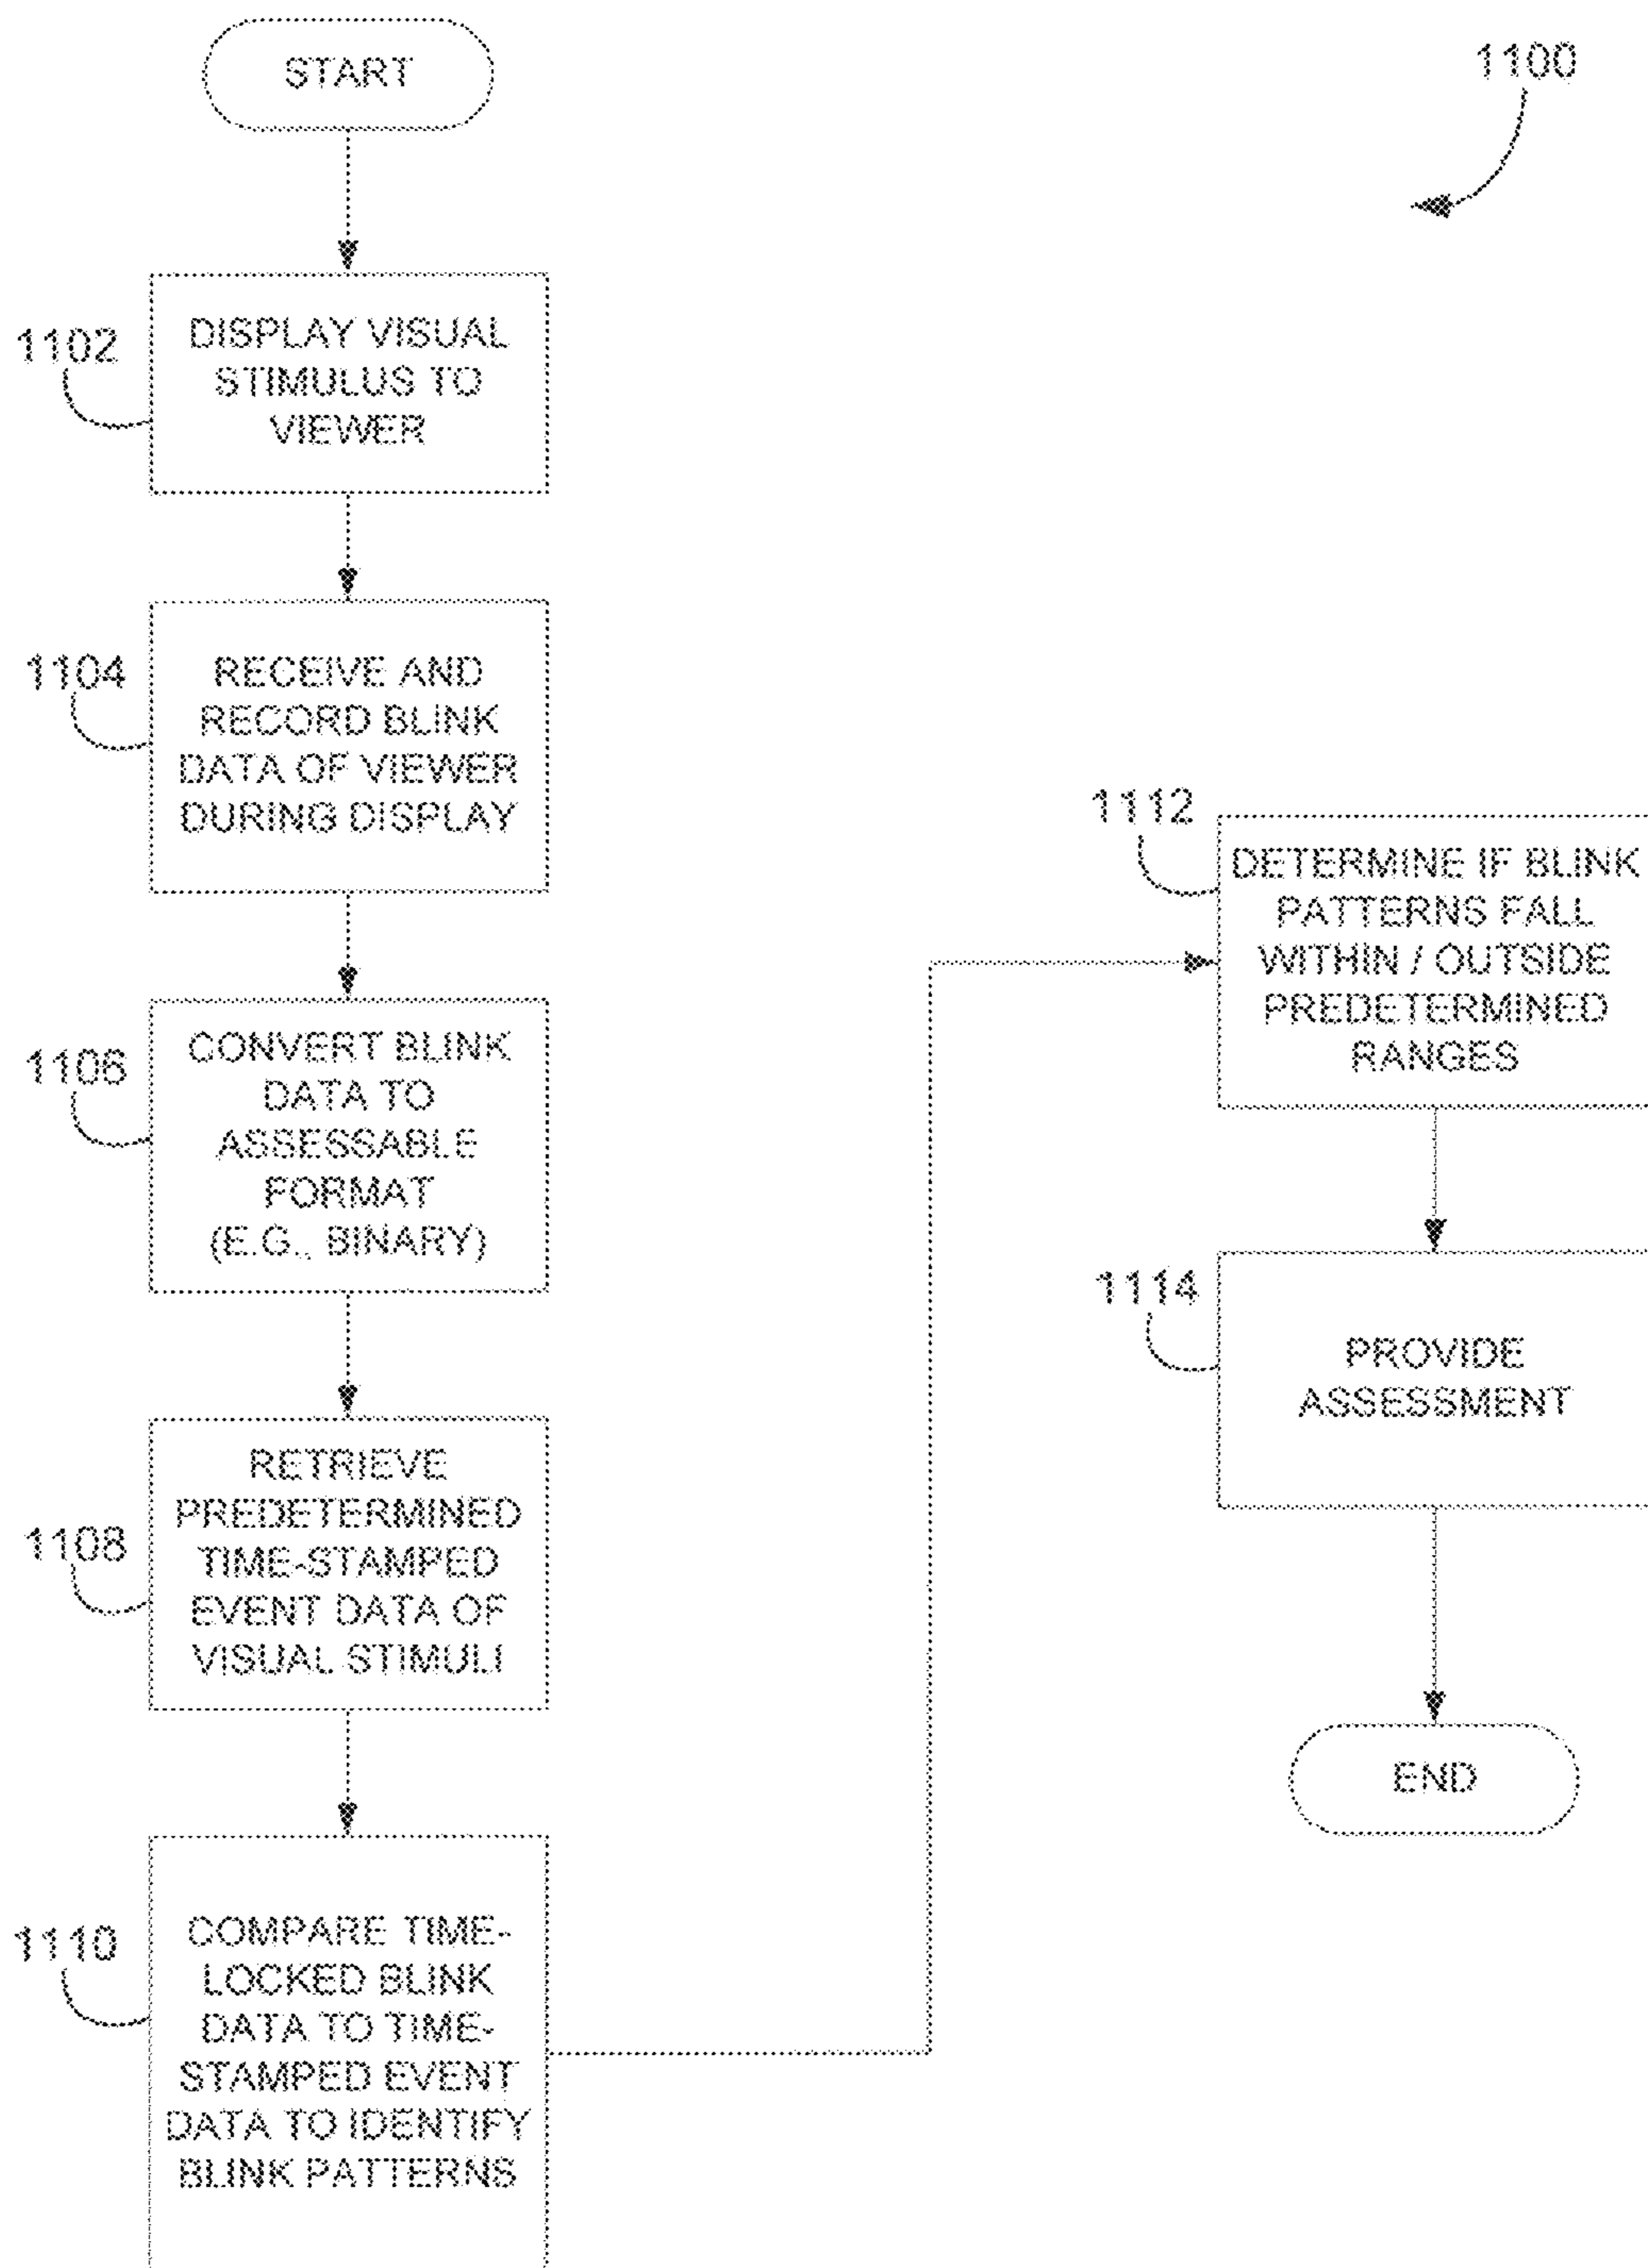 START
1100
1102
DISPLAY VISUAL
STIMULUS TO
VIEWER
1104
RECEIVE AND
RECORD BLINK
DATA OF VIEWER
DURING DISPLAY
1106
CONVERT BLINK
DATA TO
ASSESSABLE
FORMAT
(E.G., BINARY)
1108
RETRIEVE
PREDETERMINED
TIME-STAMPED
EVENT DATA OF
VISUAL STIMULI
1110
COMPARE TIME-
LOCKED BLINK
DATA TO TIME-
STAMPED EVENT
DATA TO IDENTIFY
BLINK PATTERNS
1112
DETERMINE IF BLINK
PATTERNS FALL
WITHIN / OUTSIDE
PREDETERMINED
RANGES
1114
PROVIDE
ASSESSMENT
END